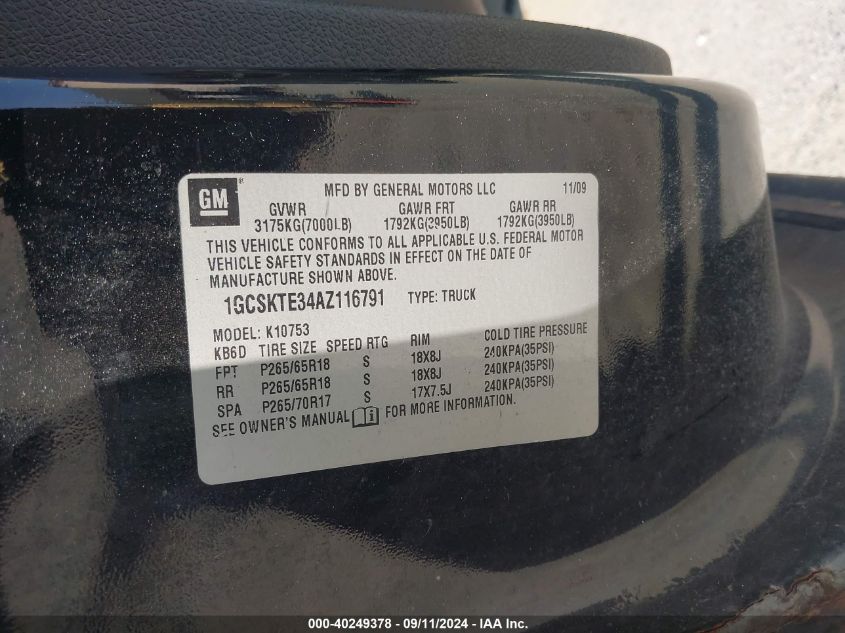 GM
MFD BY GENERAL MOTORS LLC 11/09
GVWR GAWR FRT GAWR RR
3175KG(7000LB) 1792KG(3950LB) 1792KG(3950LB)
THIS VEHICLE CONFORMS TO ALL APPLICABLE U.S. FEDERAL MOTOR
VEHICLE SAFETY STANDARDS IN EFFECT ON THE DATE OF
MANUFACTURE SHOWN ABOVE.
1GCSKTE34AZ116791 TYPE: TRUCK
MODEL: K10753
KB6D TIRE SIZE SPEED RTG RIM COLD TIRE PRESSURE
FPT P265/65R18 S 18X8J 240KPA(35PSI)
RR P265/65R18 S 18X8J 240KPA(35PSI)
SPA P265/70R17 S 17X7.5J 240KPA(35PSI)
SEE OWNER'S MANUAL i FOR MORE INFORMATION.
000-40249378 - 09/11/2024 - IAA Inc.